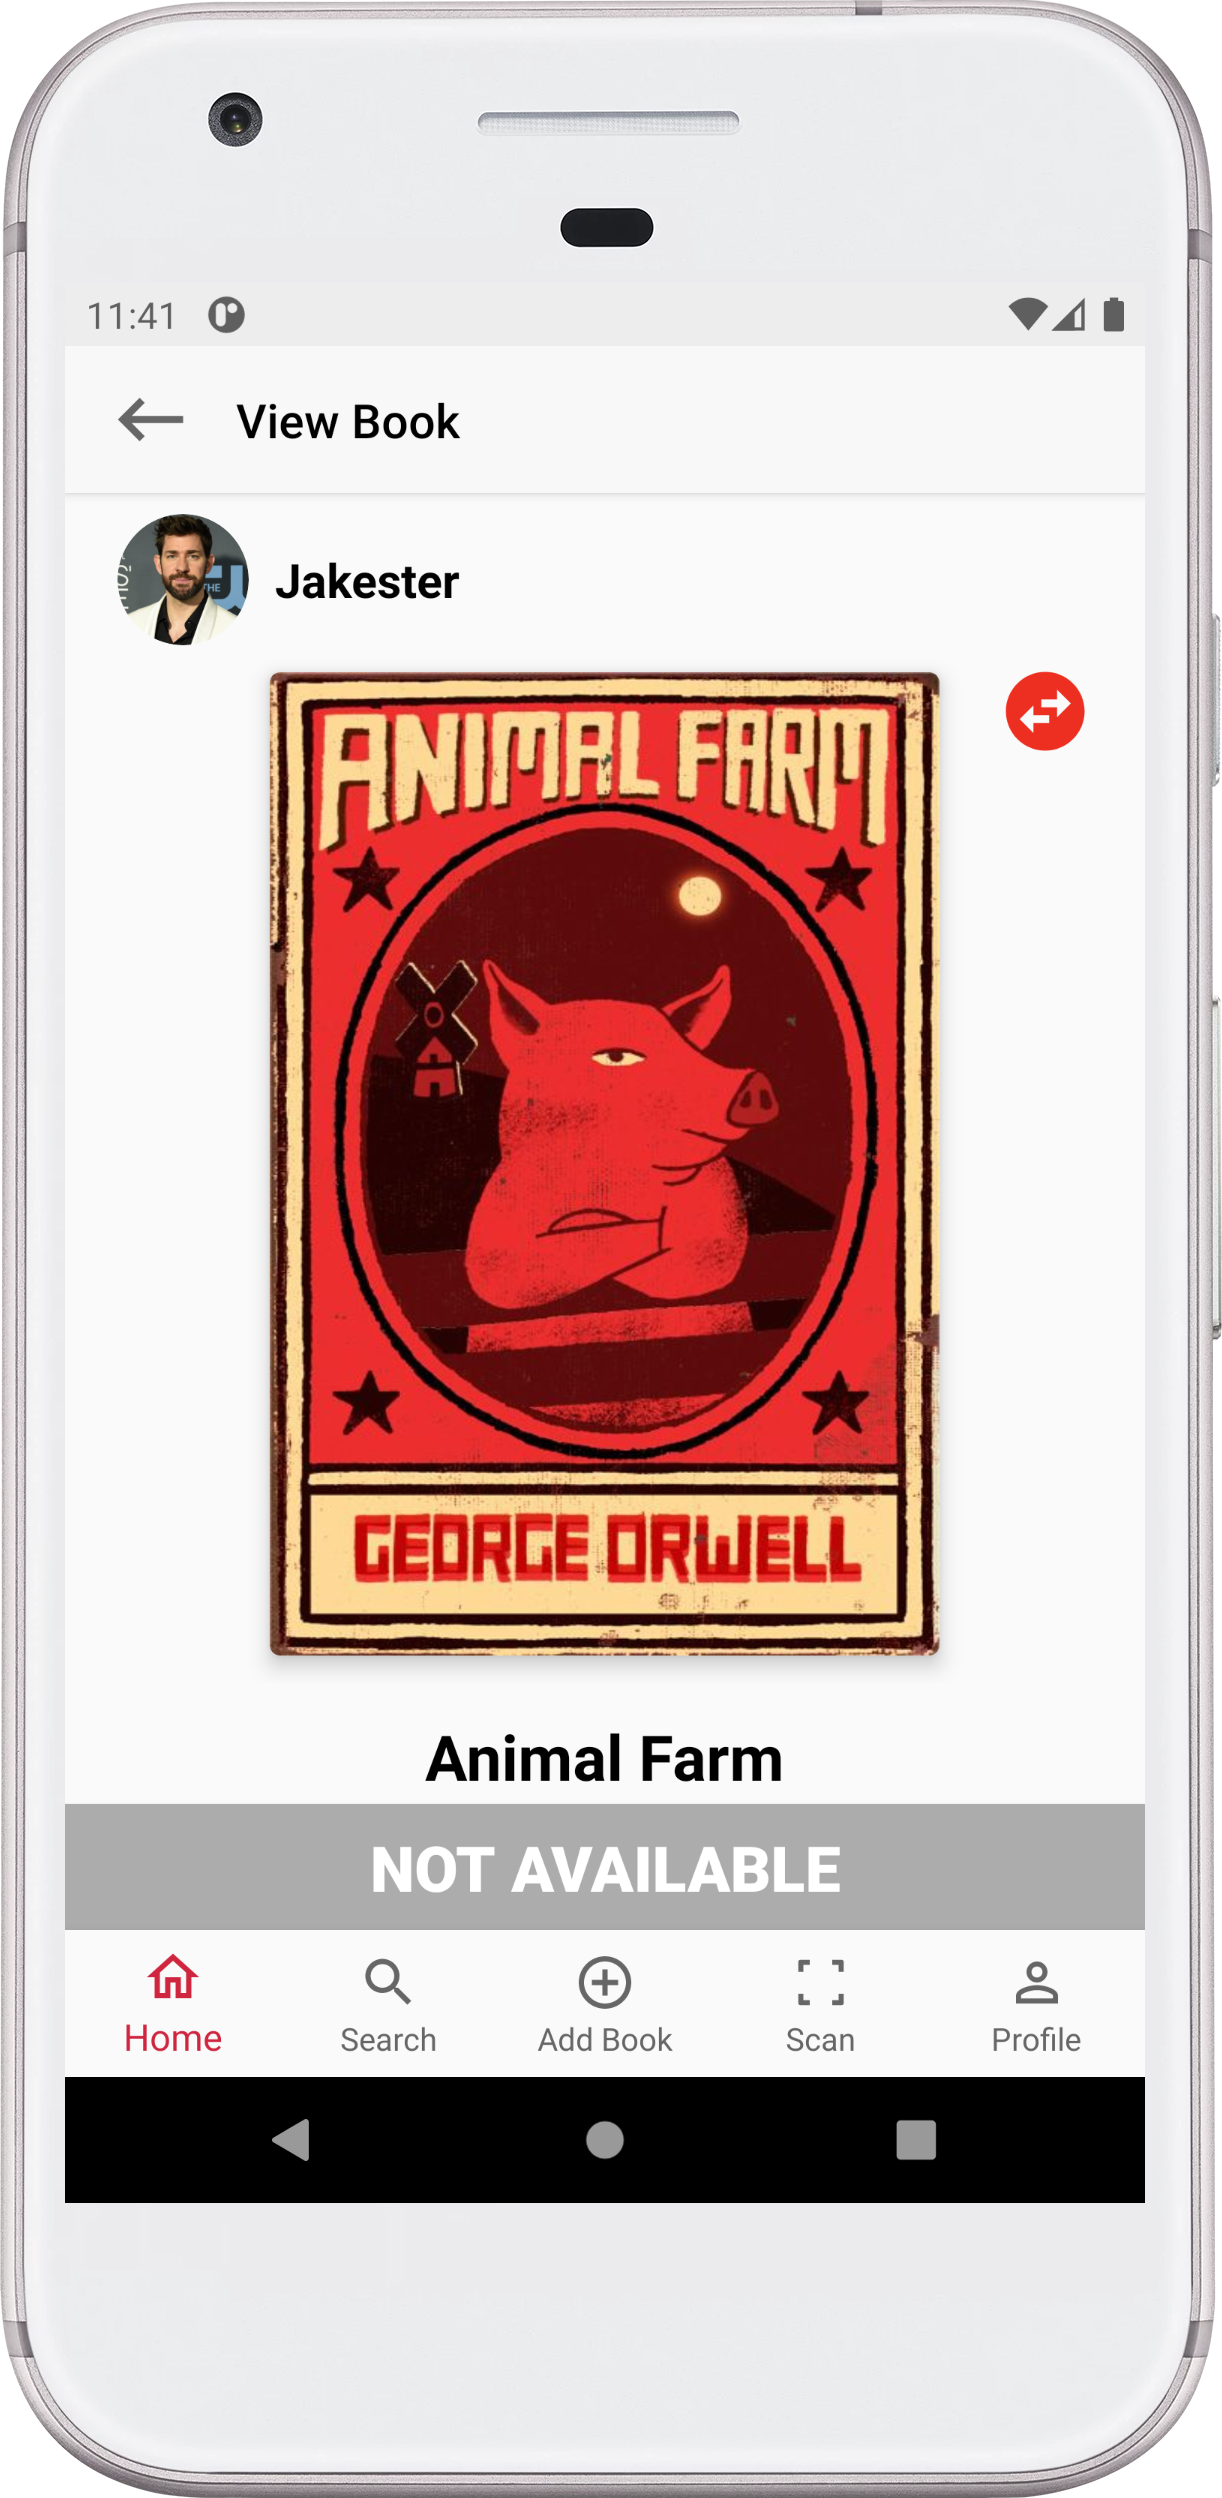 11:41
View Book
Jakester
THE
ANIMAL FARM
GEORGE ORWELL
Animal Farm
NOT AVAILABLE
Home
Search
Add Book
Scan
Profile